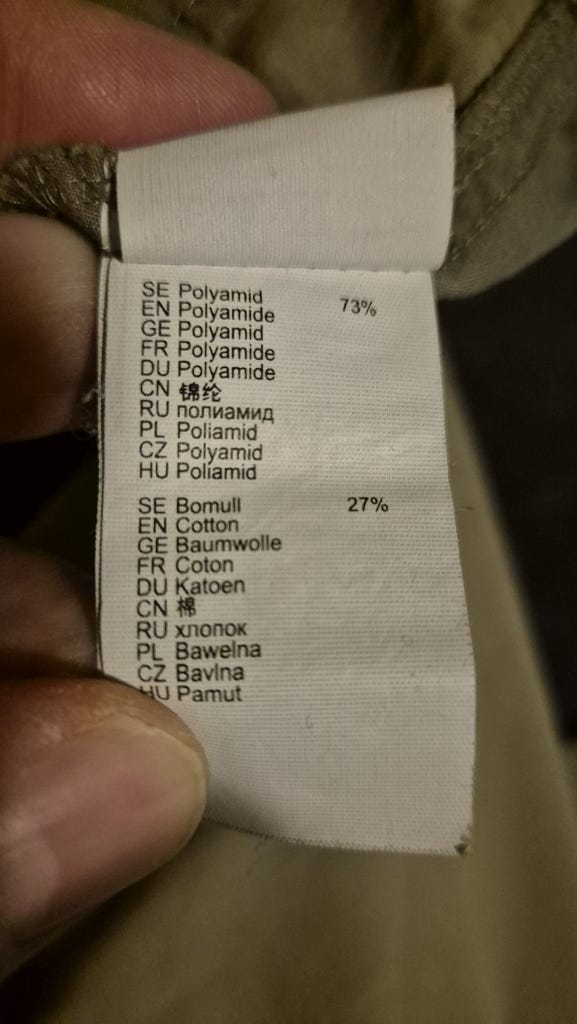 SE Polyamid 73%
EN Polyamide
GE Polyamid
FR Polyamide
DU Polyamide
CN 锦纶
RU полиамид
PL Poliamid
CZ Polyamid
HU Poliamid
SE Bomull 27%
EN Cotton
GE Baumwolle
FR Coton
DU Katoen
CN 棉
RU хлопок
PL Bawelna
CZ Bavlna
HU Pamut